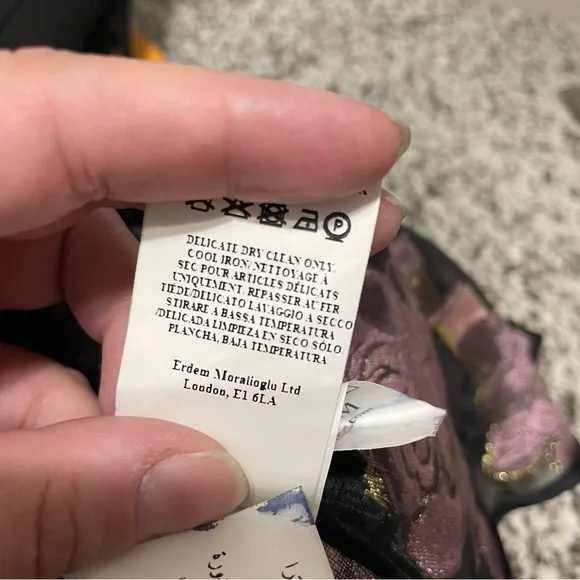 P
DELICATE DRY CLEAN ONLY.
COOL IRON/NETTOYAGE A
SEC POUR ARTICLES DÉLICATS
UNIQUEMENT. REPASSER AU FER
TIEDE/DELICATO LAVAGGIO A SECCO
STIRARE A BASSA TEMPERATURA
/DELICADA LIMPIEZA EN SECO SÓLO.
PLANCHA, BAJA TEMPERATURA
Erdem Moralioglu Ltd
London, E1 6LA